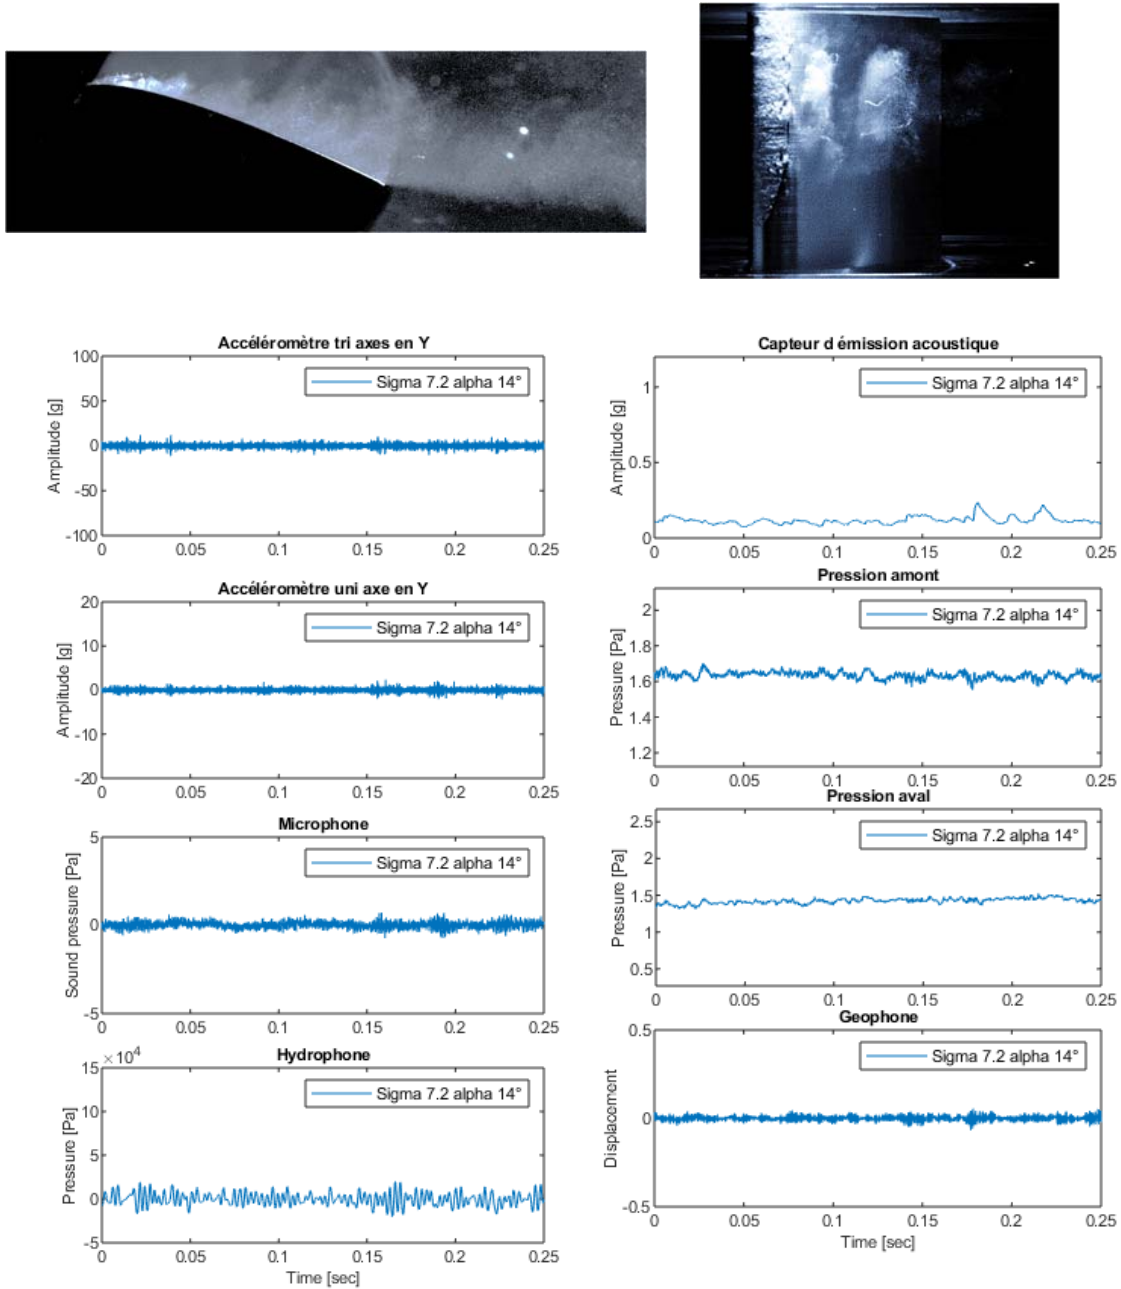 Accéléromètre tri axes en Y
100
50
0
-50
-100
Amplitude [g]
Sigma 7.2 alpha 14°
0 0.05 0.1 0.15 0.2 0.25
Accéléromètre uni axe en Y
20
10
0
-10
-20
Amplitude [g]
Sigma 7.2 alpha 14°
0 0.05 0.1 0.15 0.2 0.25
Microphone
5
0
-5
Sound pressure [Pa]
Sigma 7.2 alpha 14°
0 0.05 0.1 0.15 0.2 0.25
Hydrophone
×10⁴
15
10
5
0
-5
Pressure [Pa]
Sigma 7.2 alpha 14°
0 0.05 0.1 0.15 0.2 0.25
Time [sec]
Capteur d émission acoustique
1
0.5
0
Amplitude [g]
Sigma 7.2 alpha 14°
0 0.05 0.1 0.15 0.2 0.25
Pression amont
2
1.8
1.6
1.4
1.2
Pressure [Pa]
Sigma 7.2 alpha 14°
0 0.05 0.1 0.15 0.2 0.25
Pression aval
2.5
2
1.5
1
0.5
Pressure [Pa]
Sigma 7.2 alpha 14°
0 0.05 0.1 0.15 0.2 0.25
Geophone
0.5
0
-0.5
Displacement
Sigma 7.2 alpha 14°
0 0.05 0.1 0.15 0.2 0.25
Time [sec]